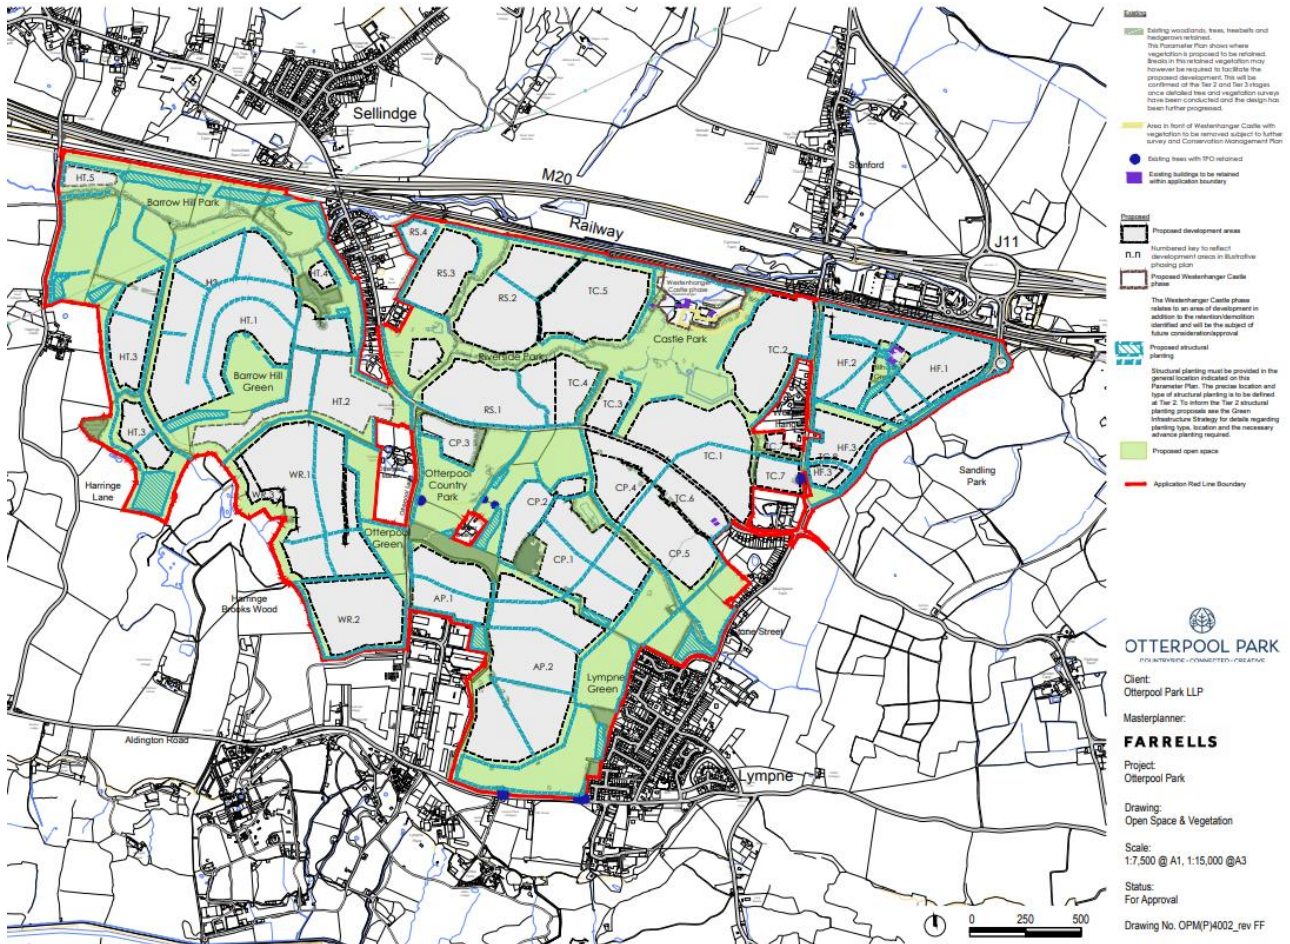 Sellindge
M20
Stanford
Railway
J11
HT.5
Barrow Hill Park
RS.4
HT.4
RS.3
RS.2
TC.5
Westenhanger
Castle phase
Castle Park
TC.2
HF.2
HF.1
HT.1
HT.3
Riverside Park
Barrow Hill
Green
HT.2
RS.1
TC.4
TC.3
HT.3
CP.3
TC.1
HF.3
HF.3
TC.7
Harringe
Lane
WR.1
Otterpool
Country
Park
CP.2
CP.4
TC.6
Sandling
Park
Otterpool
Green
CP.1
CP.5
AP.1
Harringe
Brooks Wood
WR.2
AP.2
Lympne
Green
Aldington Road
Lympne
Existing
Existing woodlands, trees, treebelts and
hedgerows retained.
This Parameter Plan shows where
vegetation is proposed to be retained.
Breaks in this retained vegetation may
however be required to facilitate the
proposed development. This will be
confirmed at the Tier 2 and Tier 3 stages
once detailed tree and vegetation surveys
have been conducted and the design has
been further progressed.
Area in front of Westenhanger Castle with
vegetation to be removed subject to further
survey and Conservation Management Plan
Existing trees with TPO retained
Existing buildings to be retained
within application boundary
Proposed
Proposed development areas
n.n
Numbered key to reflect
development areas in illustrative
phasing plan
Proposed Westenhanger Castle
phase
The Westenhanger Castle phase
relates to an area of development in
addition to the retention/demolition
identified and will be the subject of
future consideration/approval
Proposed structural
planting
Structural planting must be provided in the
general location indicated on this
Parameter Plan. The precise location and
type of structural planting is to be defined
at Tier 2. To inform the Tier 2 structural
planting proposals see the Green
Infrastructure Strategy for details regarding
planting type, location and the necessary
advance planting required.
Proposed open space
Application Red Line Boundary
OTTERPOOL PARK
COUNTRYSIDE · CONNECTED · CREATIVE
Client:
Otterpool Park LLP
Masterplanner:
FARRELLS
Project:
Otterpool Park
Drawing:
Open Space & Vegetation
Scale:
1:7,500 @ A1, 1:15,000 @A3
Status:
For Approval
Drawing No. OPM(P)4002_rev FF
0 250 500